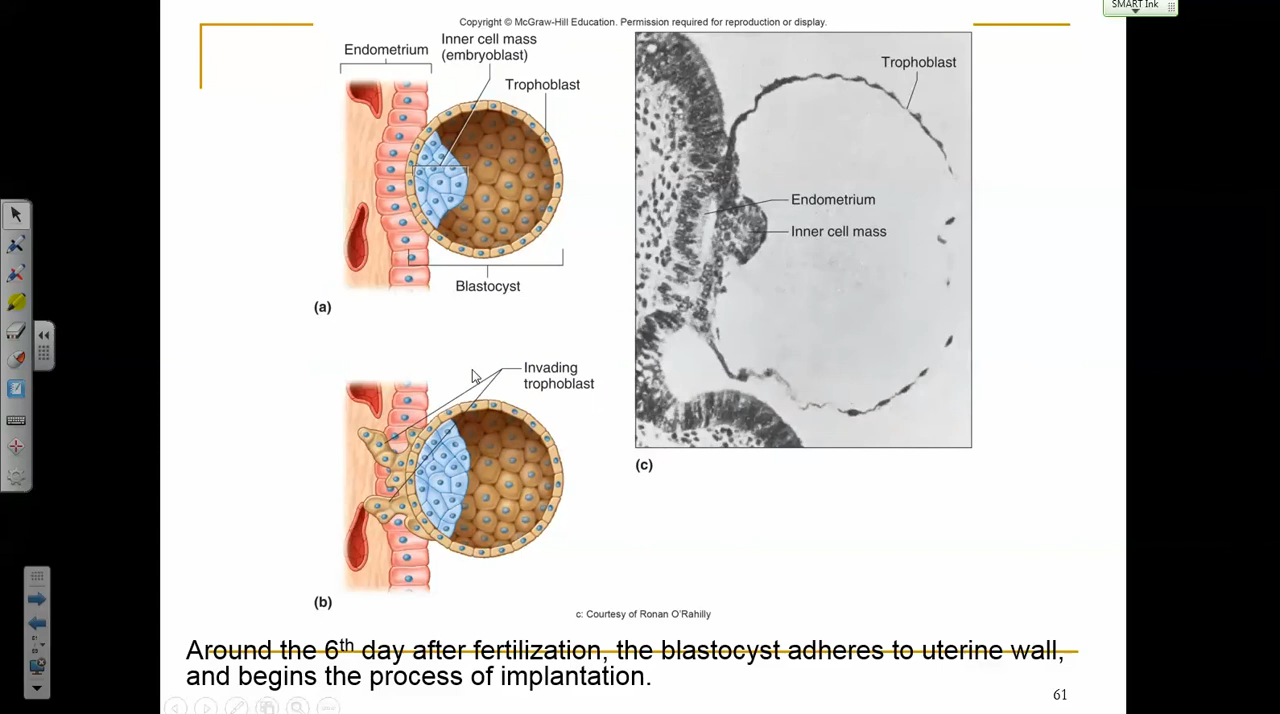 SMART Ink
Copyright © McGraw-Hill Education. Permission required for reproduction or display.
Endometrium
Inner cell mass
(embryoblast)
Trophoblast
Blastocyst
(a)
Invading
trophoblast
(b)
Trophoblast
Endometrium
Inner cell mass
(c)
c: Courtesy of Ronan O'Rahilly
Around the 6th day after fertilization, the blastocyst adheres to uterine wall,
and begins the process of implantation.
61